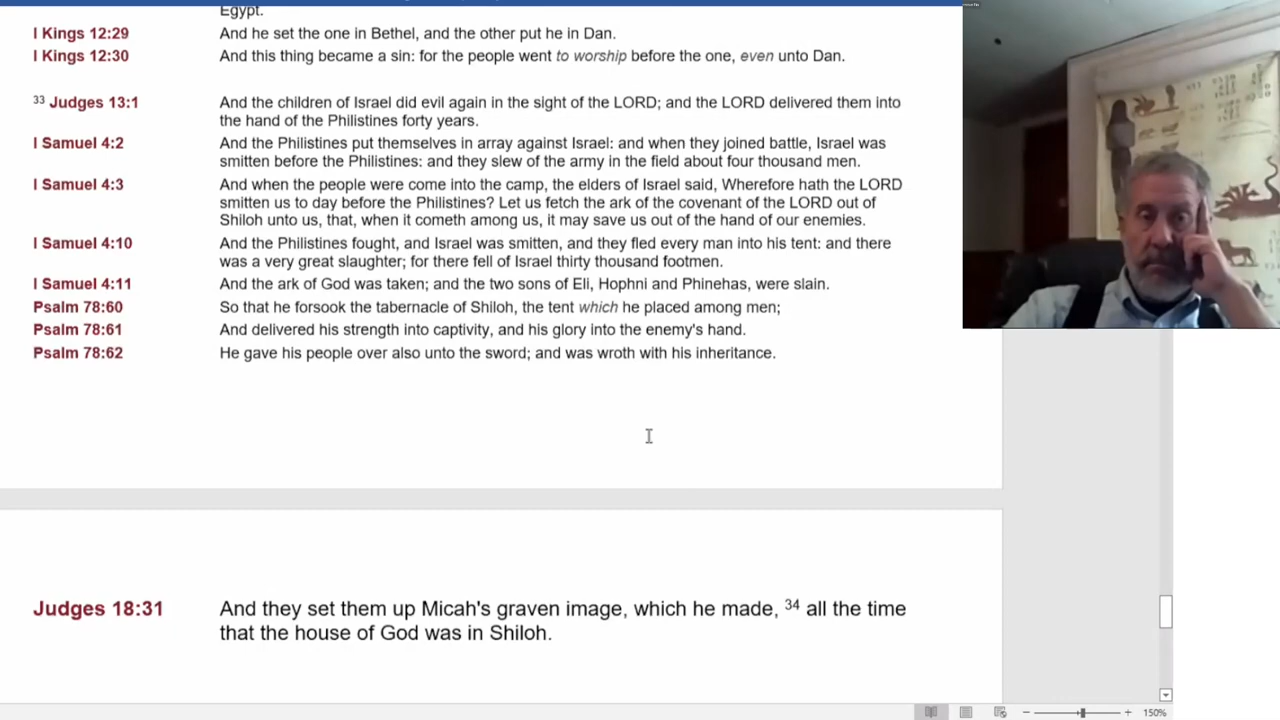 Egypt.
I Kings 12:29 And he set the one in Bethel, and the other put he in Dan.
I Kings 12:30 And this thing became a sin: for the people went to worship before the one, even unto Dan.
33 Judges 13:1 And the children of Israel did evil again in the sight of the LORD; and the LORD delivered them into
the hand of the Philistines forty years.
I Samuel 4:2 And the Philistines put themselves in array against Israel: and when they joined battle, Israel was
smitten before the Philistines: and they slew of the army in the field about four thousand men.
I Samuel 4:3 And when the people were come into the camp, the elders of Israel said, Wherefore hath the LORD
smitten us to day before the Philistines? Let us fetch the ark of the covenant of the LORD out of
Shiloh unto us, that, when it cometh among us, it may save us out of the hand of our enemies.
I Samuel 4:10 And the Philistines fought, and Israel was smitten, and they fled every man into his tent: and there
was a very great slaughter; for there fell of Israel thirty thousand footmen.
I Samuel 4:11 And the ark of God was taken; and the two sons of Eli, Hophni and Phinehas, were slain.
Psalm 78:60 So that he forsook the tabernacle of Shiloh, the tent which he placed among men;
Psalm 78:61 And delivered his strength into captivity, and his glory into the enemy's hand.
Psalm 78:62 He gave his people over also unto the sword; and was wroth with his inheritance.
Judges 18:31 And they set them up Micah's graven image, which he made, 34 all the time
that the house of God was in Shiloh.
150%